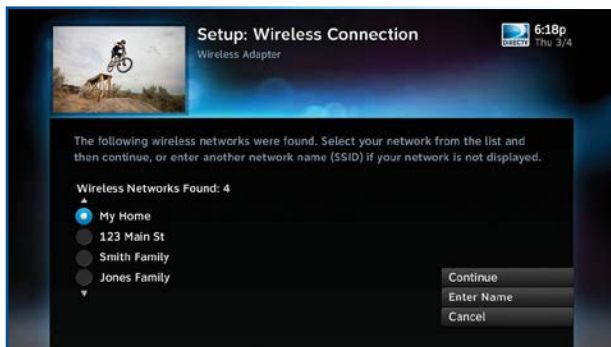 Setup: Wireless Connection
Wireless Adapter
DIRECTV
6:18p
Thu 3/4
The following wireless networks were found. Select your network from the list and
then continue, or enter another network name (SSID) if your network is not displayed.
Wireless Networks Found: 4
My Home
123 Main St
Smith Family
Jones Family
Continue
Enter Name
Cancel